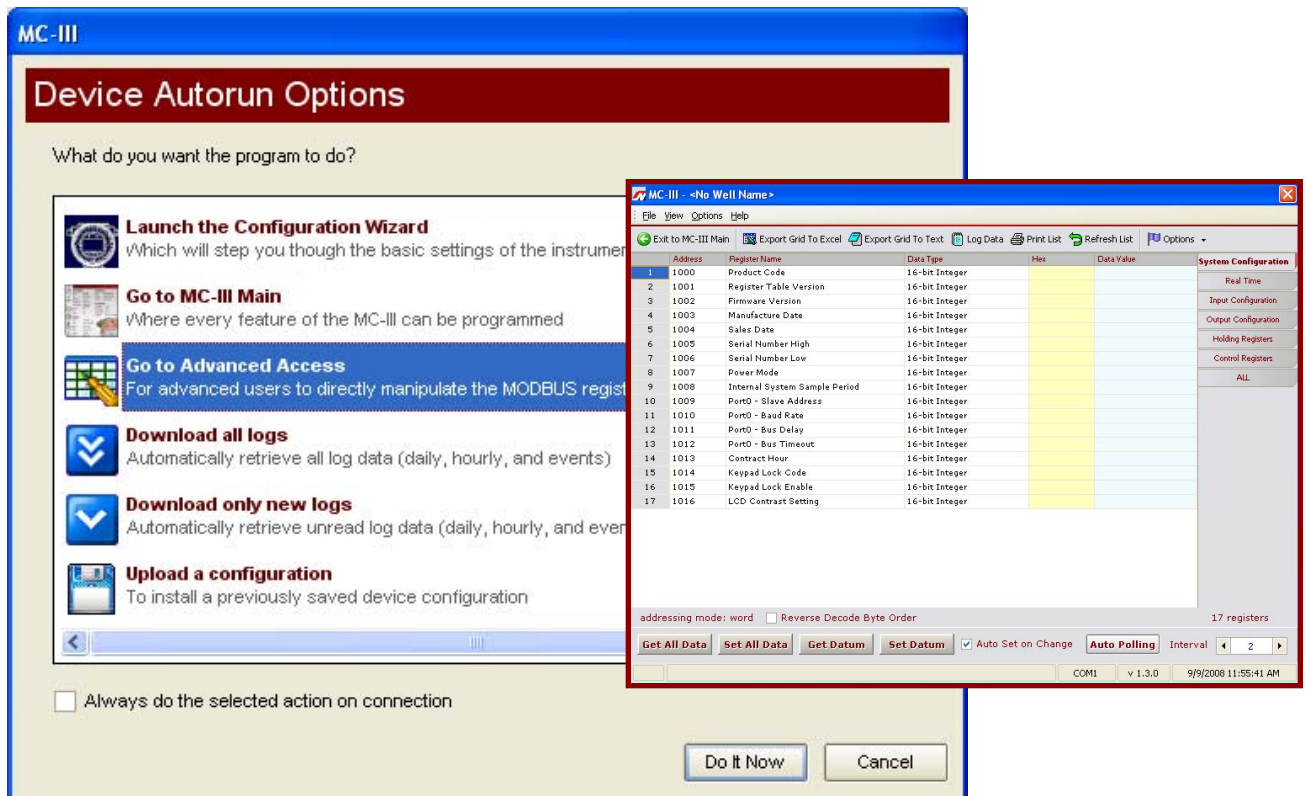 MC-III
Device Autorun Options
What do you want the program to do?
Launch the Configuration Wizard
Which will step you though the basic settings of the instrumen
Go to MC-III Main
Where every feature of the MC-III can be programmed
Go to Advanced Access
For advanced users to directly manipulate the MODBUS regist
Download all logs
Automatically retrieve all log data (daily, hourly, and events)
Download only new logs
Automatically retrieve unread log data (daily, hourly, and even
Upload a configuration
To install a previously saved device configuration
Always do the selected action on connection
Do It Now Cancel
MC-III - <No Well Name>
File View Options Help
Exit to MC-III Main Export Grid To Excel Export Grid To Text Log Data Print List Refresh List Options
Address Register Name Data Type Hex Data Value
1 1000 Product Code 16-bit Integer
2 1001 Register Table Version 16-bit Integer
3 1002 Firmware Version 16-bit Integer
4 1003 Manufacture Date 16-bit Integer
5 1004 Sales Date 16-bit Integer
6 1005 Serial Number High 16-bit Integer
7 1006 Serial Number Low 16-bit Integer
8 1007 Power Mode 16-bit Integer
9 1008 Internal System Sample Period 16-bit Integer
10 1009 Port0 - Slave Address 16-bit Integer
11 1010 Port0 - Baud Rate 16-bit Integer
12 1011 Port0 - Bus Delay 16-bit Integer
13 1012 Port0 - Bus Timeout 16-bit Integer
14 1013 Contract Hour 16-bit Integer
15 1014 Keypad Lock Code 16-bit Integer
16 1015 Keypad Lock Enable 16-bit Integer
17 1016 LCD Contrast Setting 16-bit Integer
System Configuration
Real Time
Input Configuration
Output Configuration
Holding Registers
Control Registers
ALL
addressing mode: word Reverse Decode Byte Order 17 registers
Get All Data Set All Data Get Datum Set Datum Auto Set on Change Auto Polling Interval 2
COM1 v 1.3.0 9/9/2008 11:55:41 AM